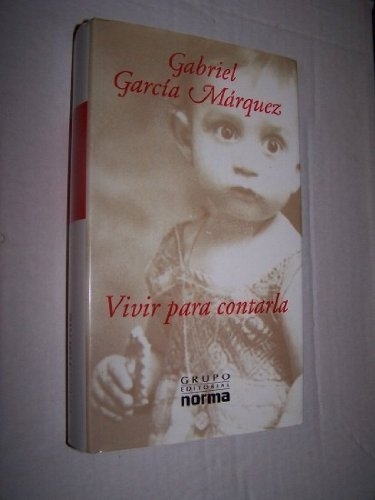 Gabriel
García Márquez
Vivir para contarla
GRUPO
EDITORIAL
norma